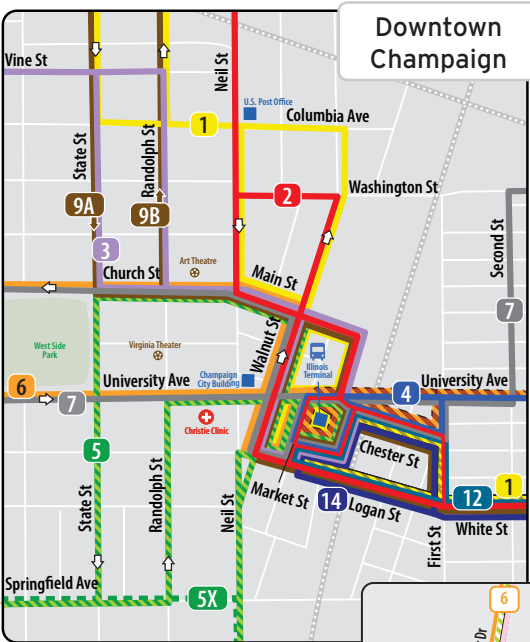 Downtown
Champaign
Vine St
Neil St
U.S. Post Office
Columbia Ave
1
State St
Randolph St
Washington St
2
9A
9B
3
Second St
Church St
Art Theatre
Main St
7
West Side
Park
Virginia Theater
Walnut St
Illinois
Terminal
Champaign
City Building
6
University Ave
7
4
University Ave
Christie Clinic
5
Chester St
State St
Randolph St
Neil St
Market St
14
Logan St
12
1
First St
White St
Springfield Ave
5X
6
Dr